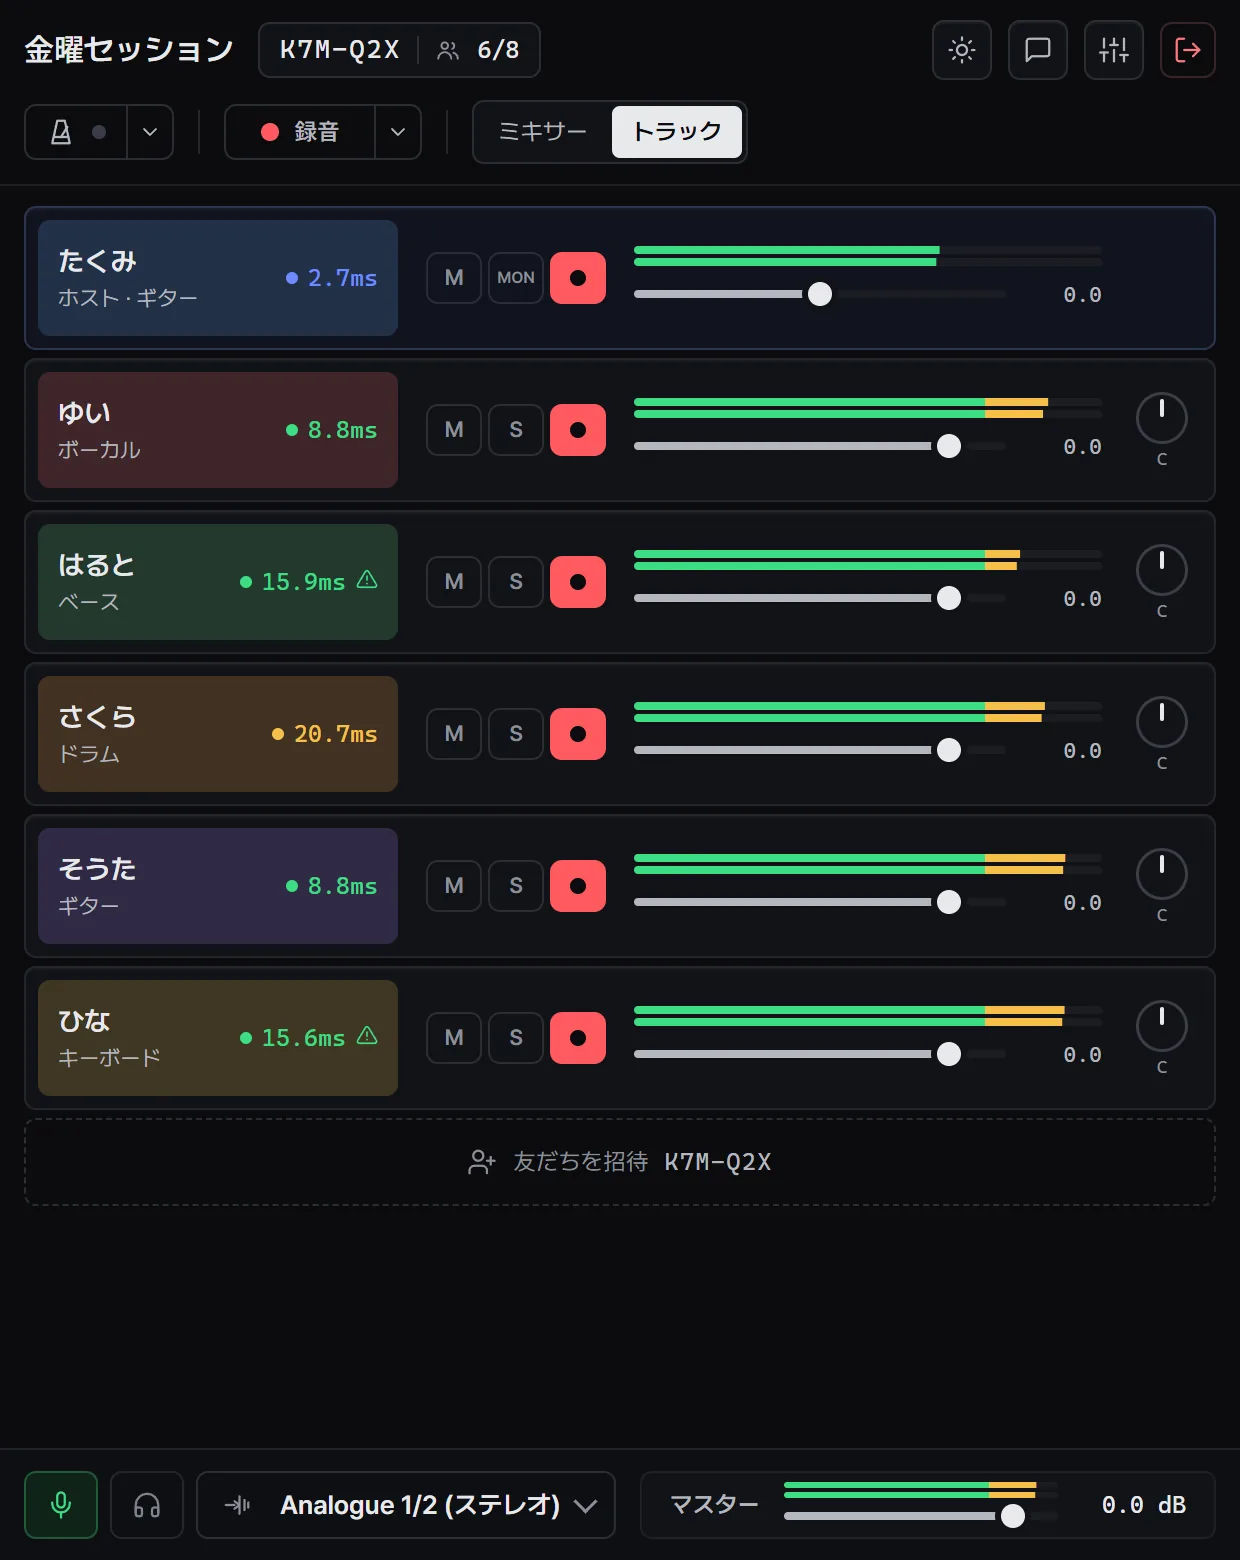 金曜セッション
K7M-Q2X
6/8
録音
ミキサー
トラック
たくみ
ホスト・ギター
2.7ms
M
MON
0.0
ゆい
ボーカル
8.8ms
M
S
0.0
C
はると
ベース
15.9ms
M
S
0.0
C
さくら
ドラム
20.7ms
M
S
0.0
C
そうた
ギター
8.8ms
M
S
0.0
C
ひな
キーボード
15.6ms
M
S
0.0
C
友だちを招待 K7M-Q2X
Analogue 1/2 (ステレオ)
マスター
0.0 dB